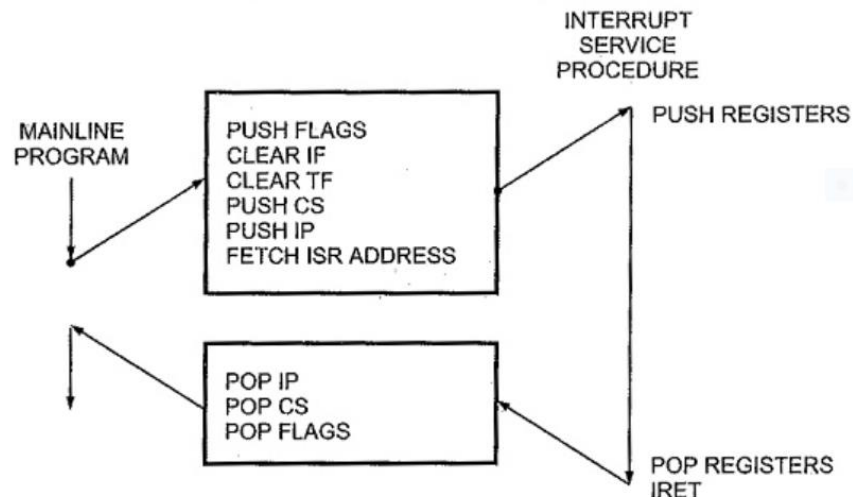 INTERRUPT
SERVICE
PROCEDURE
MAINLINE
PROGRAM
PUSH FLAGS
CLEAR IF
CLEAR TF
PUSH CS
PUSH IP
FETCH ISR ADDRESS
PUSH REGISTERS
POP IP
POP CS
POP FLAGS
POP REGISTERS
IRET